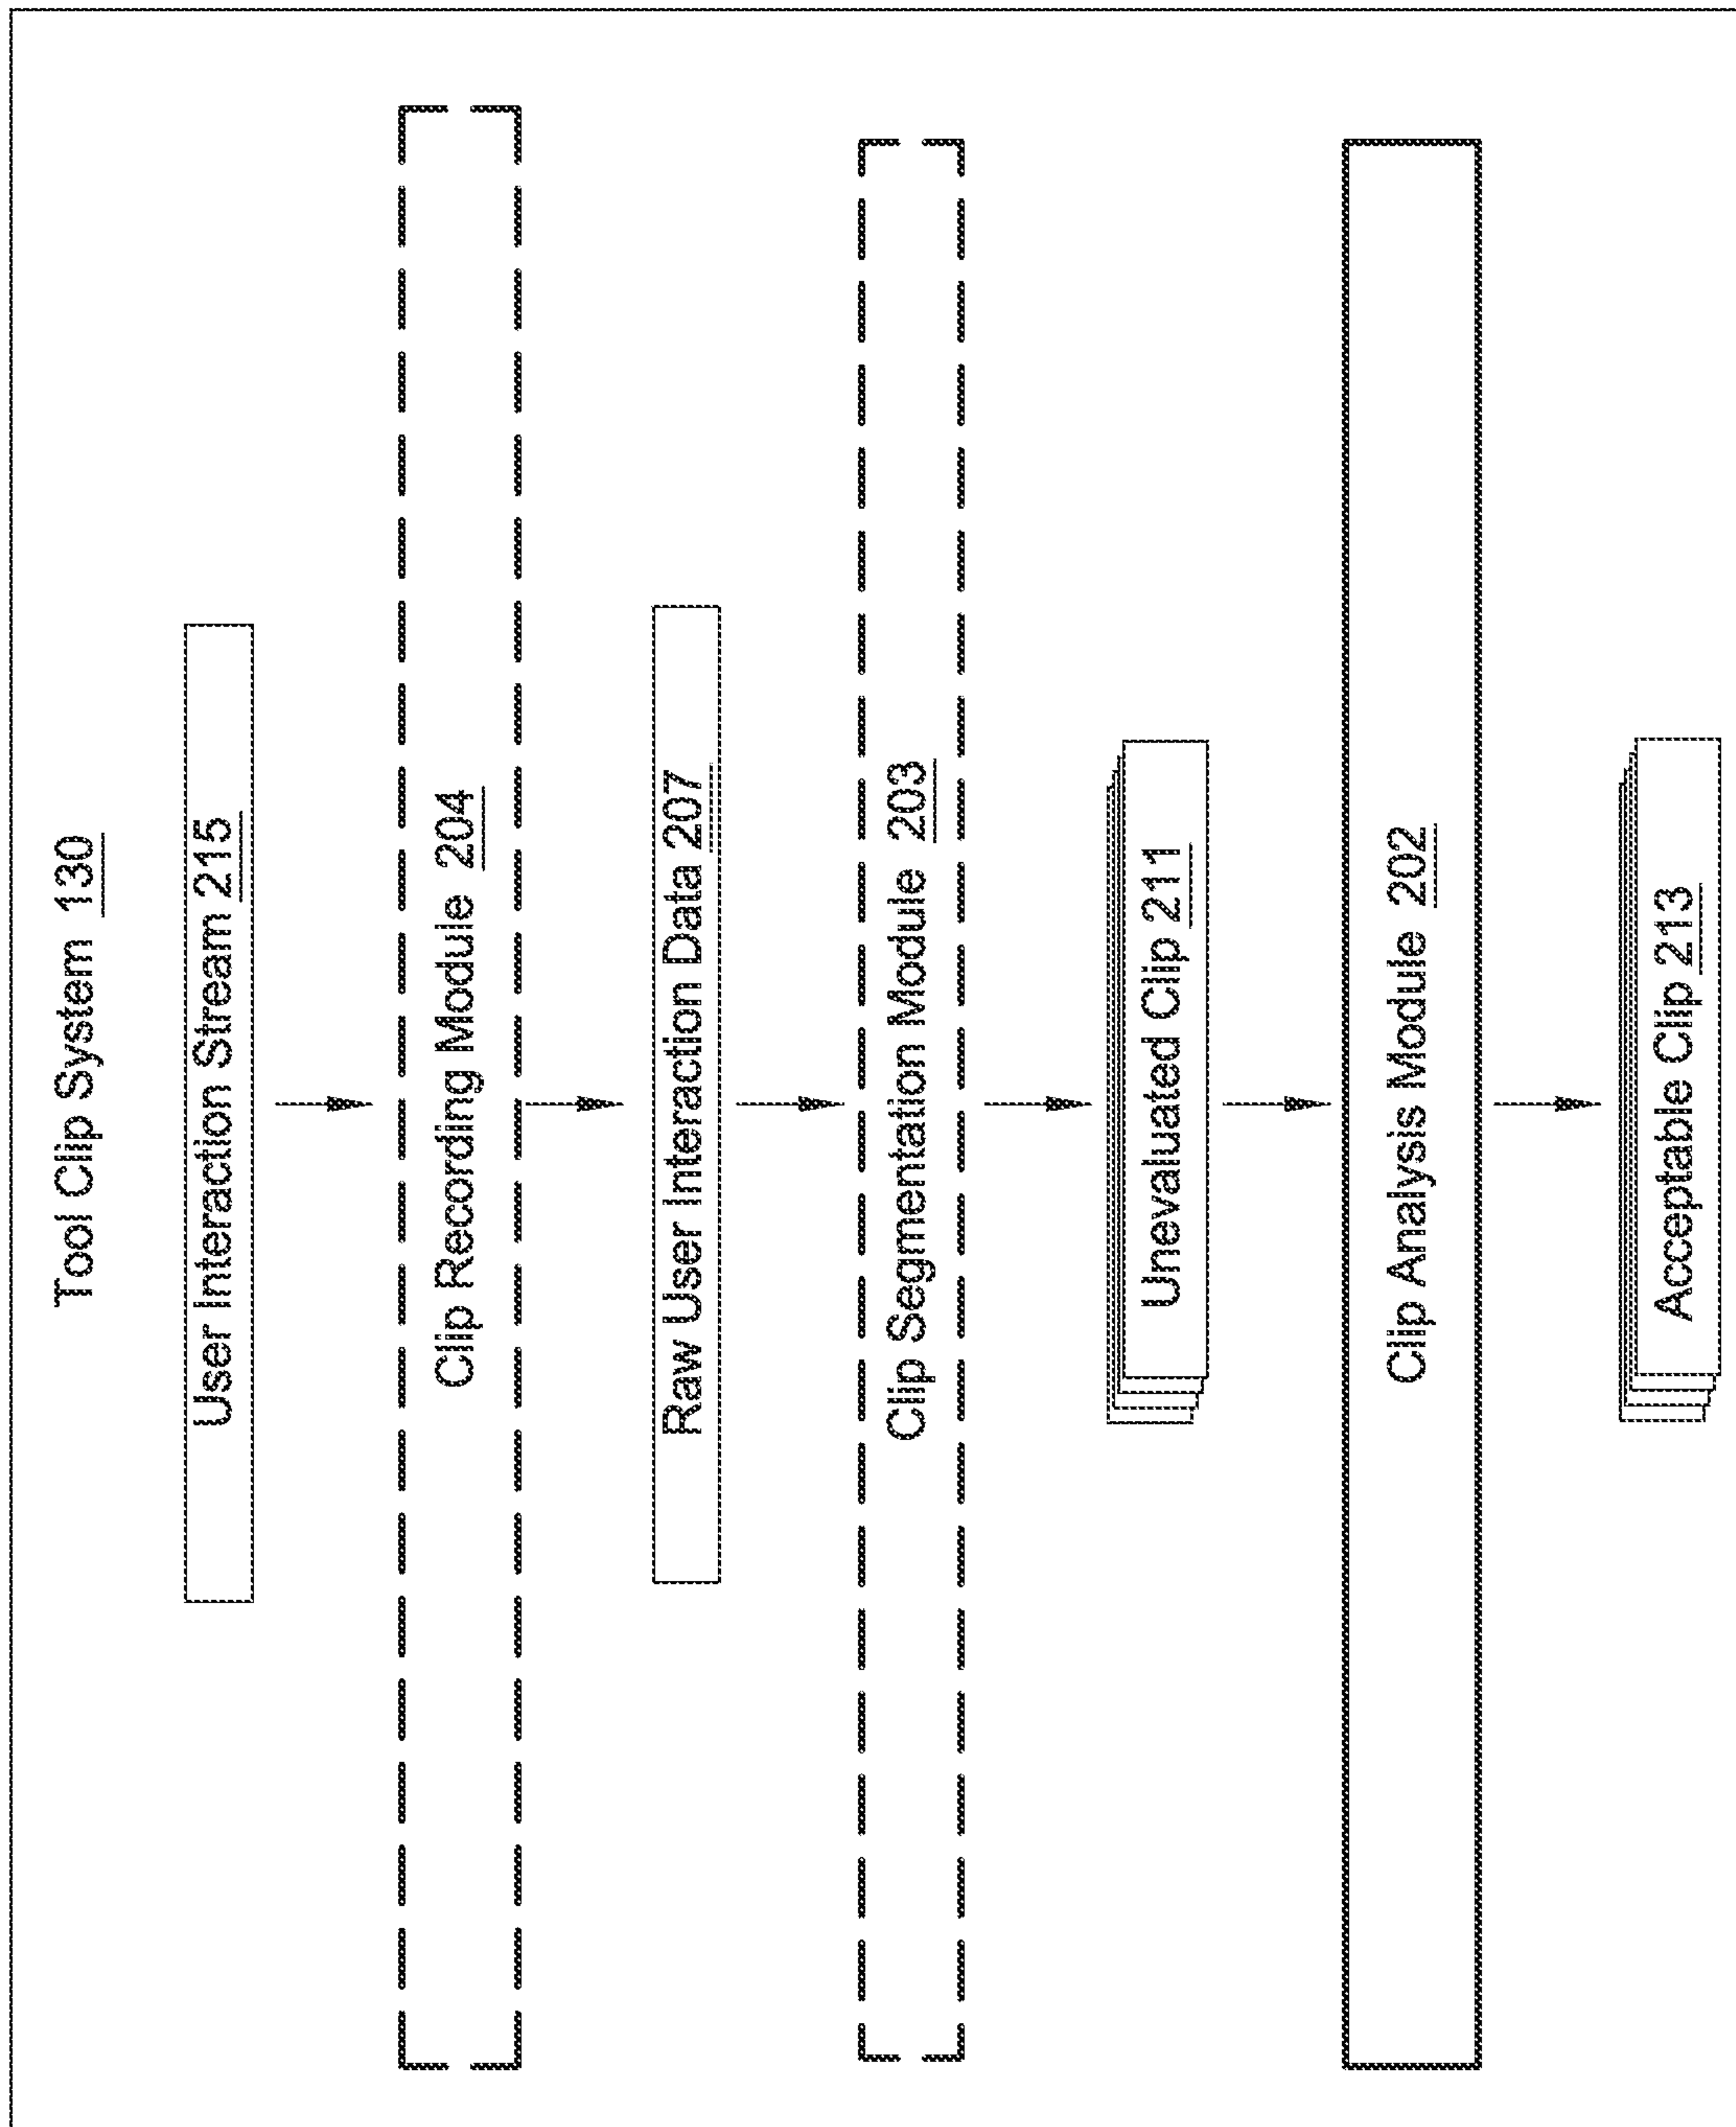 Tool Clip System 130
User Interaction Stream 215
Clip Recording Module 204
Raw User Interaction Data 207
Clip Segmentation Module 203
Unevaluated Clip 211
Clip Analysis Module 202
Acceptable Clip 213